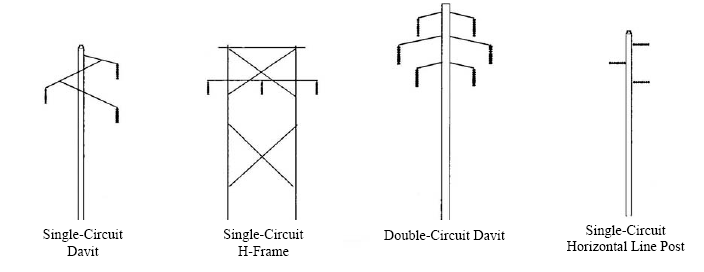 Single-Circuit
Davit
Single-Circuit
H-Frame
Double-Circuit Davit
Single-Circuit
Horizontal Line Post